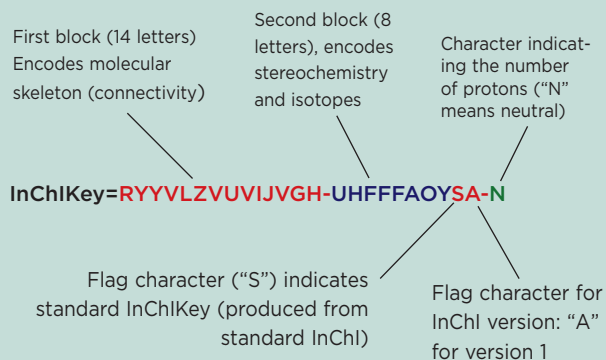 First block (14 letters)
Encodes molecular
skeleton (connectivity)
Second block (8
letters), encodes
stereochemistry
and isotopes
Character indicat-
ing the number
of protons (“N”
means neutral)
InChIKey=RYYVLZVUVIJVGH-UHFFFAOYSA-N
Flag character (“S”) indicates
standard InChIKey (produced from
standard InChI)
Flag character for
InChI version: “A”
for version 1